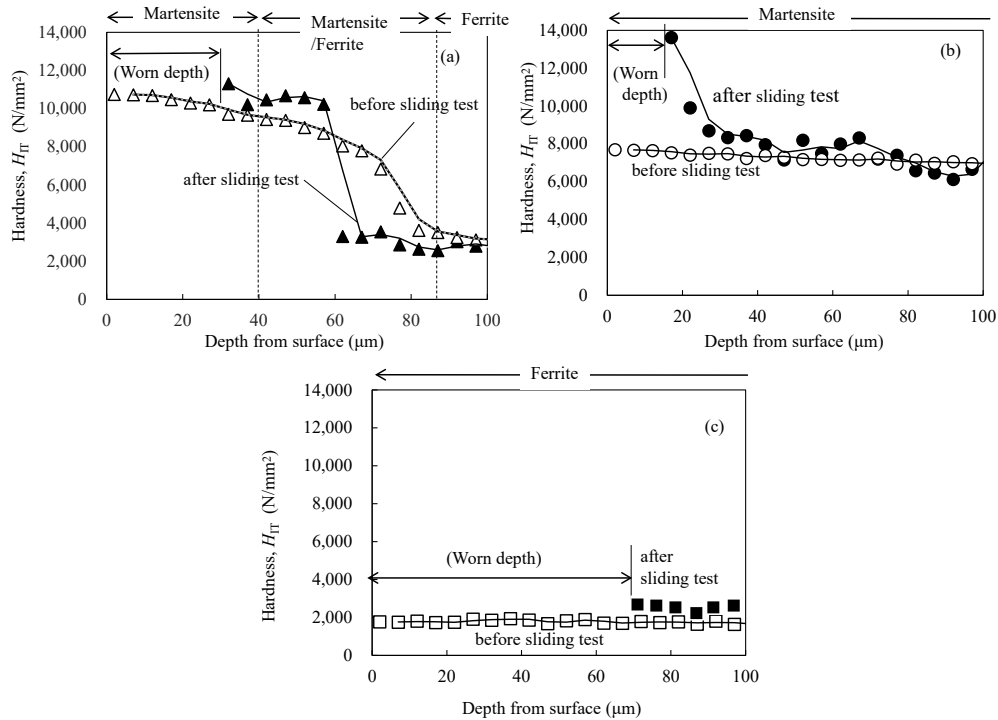 Martensite
Martensite
/Ferrite
Ferrite
14,000
12,000
10,000
8,000
6,000
4,000
2,000
0
Hardness, H_IT (N/mm²)
(a)
(Worn depth)
before sliding test
after sliding test
0 20 40 60 80 100
Depth from surface (μm)
Martensite
14,000
12,000
10,000
8,000
6,000
4,000
2,000
0
Hardness, H_IT (N/mm²)
(b)
(Worn
depth)
after sliding test
before sliding test
0 20 40 60 80 100
Depth from surface (μm)
Ferrite
14,000
12,000
10,000
8,000
6,000
4,000
2,000
0
Hardness, H_IT (N/mm²)
(c)
(Worn depth)
after
sliding test
before sliding test
0 20 40 60 80 100
Depth from surface (μm)